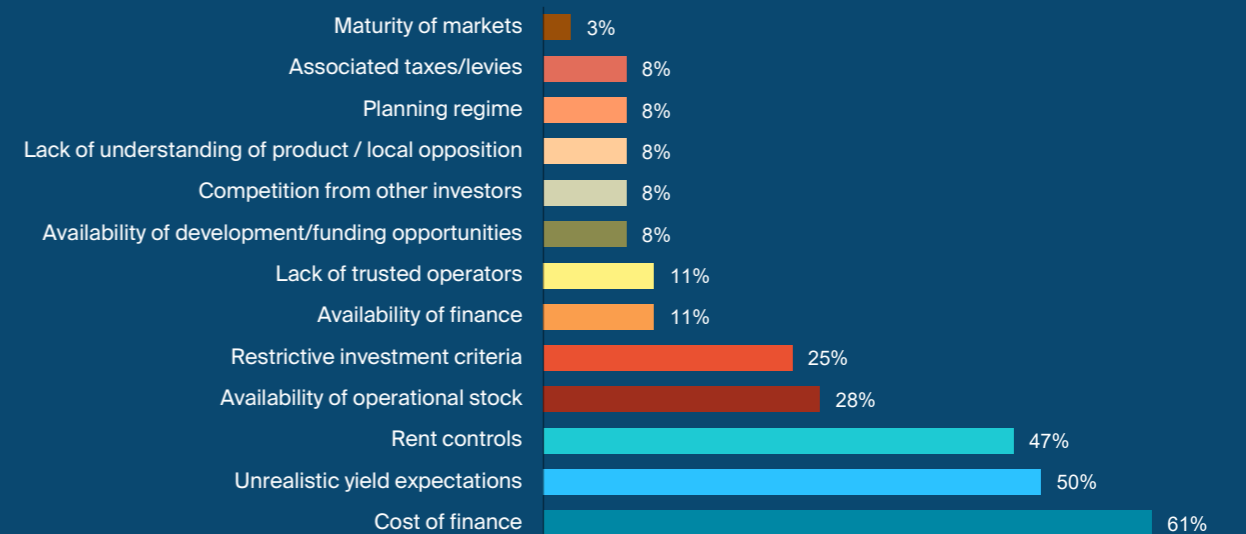 Maturity of markets 3%
Associated taxes/levies 8%
Planning regime 8%
Lack of understanding of product / local opposition 8%
Competition from other investors 8%
Availability of development/funding opportunities 8%
Lack of trusted operators 11%
Availability of finance 11%
Restrictive investment criteria 25%
Availability of operational stock 28%
Rent controls 47%
Unrealistic yield expectations 50%
Cost of finance 61%